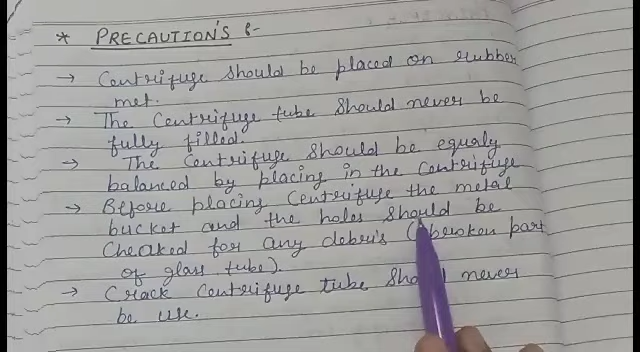 * PRECAUTION'S :-
→ Centrifuge should be placed on rubber
met.
→ The Centrifuge tube should never be
fully filled.
→ The Centrifuge should be equaly
balanced by placing in the Centrifuge
→ Before placing Centrifuge the metal
bucket and the holes should be
Cheaked for any debris (broken part
of glass tube).
→ Crack Centrifuge tube should never
be use.